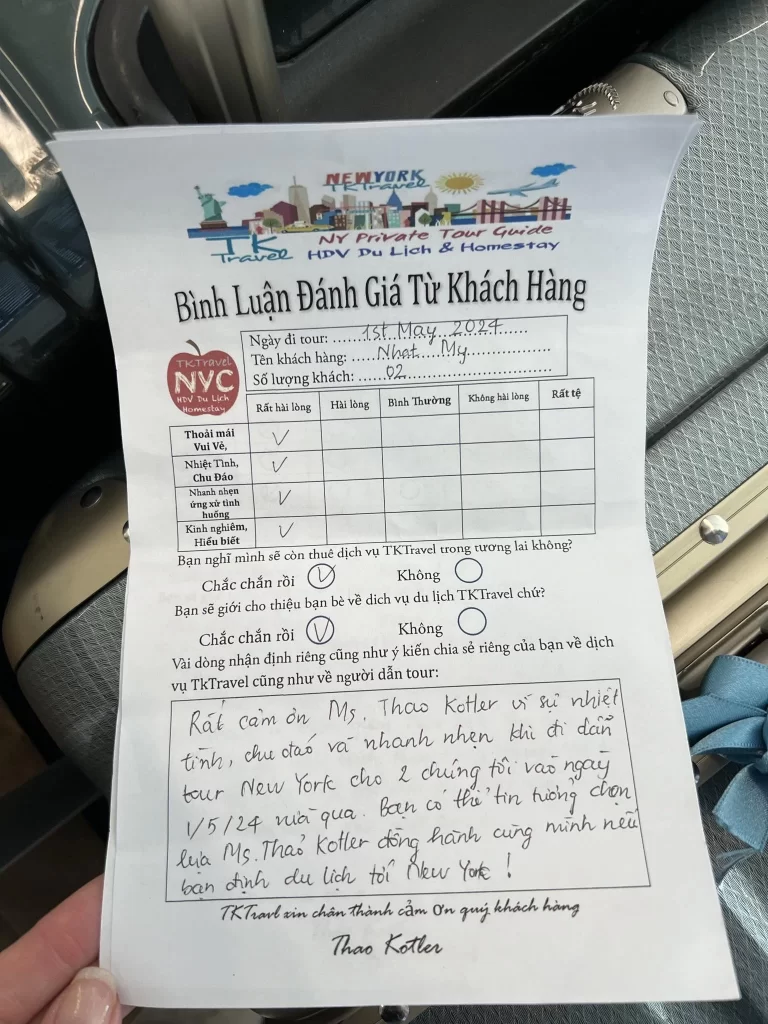 NEWYORK
TKTravel
TK
Travel
NY Private Tour Guide
HDV Du Lịch & Homestay
Bình Luận Đánh Giá Từ Khách Hàng
TKTravel
NYC
HDV Du Lich
Homestay
Ngày đi tour: 1st May 2024
Tên khách hàng: Nhat My
Số lượng khách: 02
Rất hài lòng Hài lòng Bình Thường Không hài lòng Rất tệ
Thoải mái
Vui Vẻ, ✓
Nhiệt Tình,
Chu Đáo ✓
Nhanh nhẹn
ứng xử tình
huống ✓
Kinh nghiệm,
Hiểu biết ✓
Bạn nghĩ mình sẽ còn thuê dịch vụ TKTravel trong tương lai không?
Chắc chắn rồi ✓ Không
Bạn sẽ giới cho thiệu bạn bè về dich vụ du lịch TKTravel chứ?
Chắc chắn rồi ✓ Không
Vài dòng nhận định riêng cũng như ý kiến chia sẻ riêng của bạn về dịch
vụ TkTravel cũng như về người dẫn tour:
Rất cảm ơn Ms. Thao Kotler vì sự nhiệt
tình, chu đáo và nhanh nhẹn khi đi dẫn
tour New York cho 2 chúng tôi vào ngày
1/5/24 vừa qua. Bạn có thể tin tưởng chọn
lựa Ms. Thảo Kotler đồng hành cùng mình nếu
bạn định du lịch tới New York !
TKTravl xin chân thành cảm ơn quý khách hàng
Thao Kotler